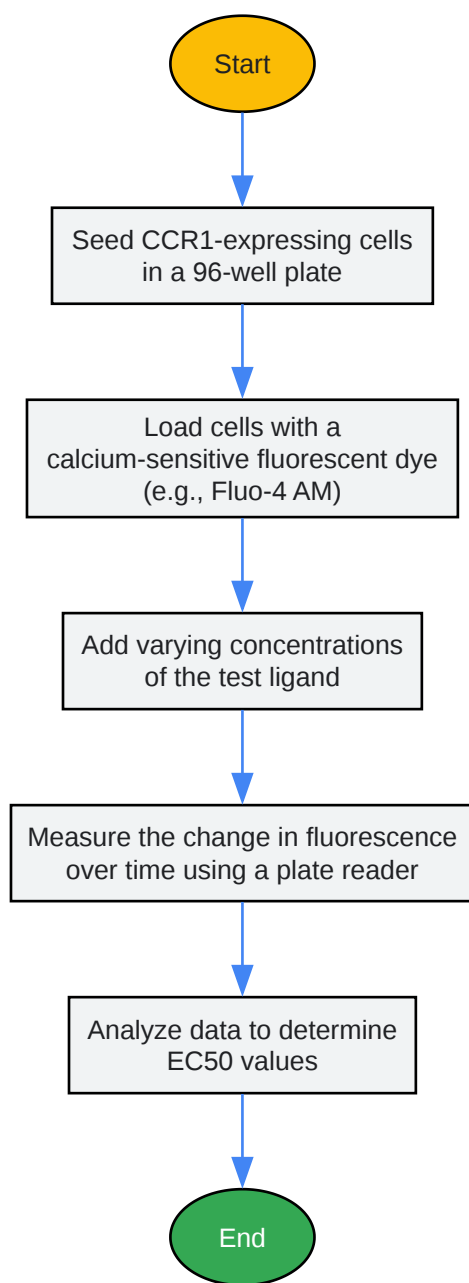 Start
Seed CCR1-expressing cells
in a 96-well plate
Load cells with a
calcium-sensitive fluorescent dye
(e.g., Fluo-4 AM)
Add varying concentrations
of the test ligand
Measure the change in fluorescence
over time using a plate reader
Analyze data to determine
EC50 values
End